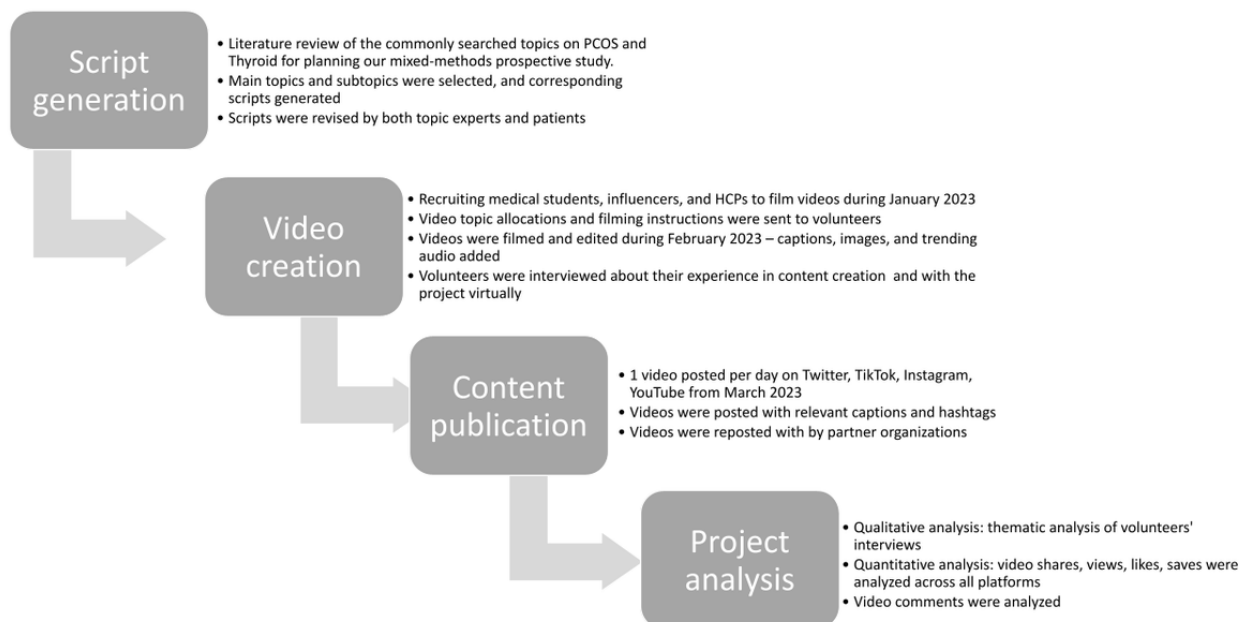 Script
generation
• Literature review of the commonly searched topics on PCOS and
Thyroid for planning our mixed-methods prospective study.
• Main topics and subtopics were selected, and corresponding
scripts generated
• Scripts were revised by both topic experts and patients
Video
creation
• Recruiting medical students, influencers, and HCPs to film videos during January 2023
• Video topic allocations and filming instructions were sent to volunteers
• Videos were filmed and edited during February 2023 – captions, images, and trending
audio added
• Volunteers were interviewed about their experience in content creation and with the
project virtually
Content
publication
• 1 video posted per day on Twitter, TikTok, Instagram,
YouTube from March 2023
• Videos were posted with relevant captions and hashtags
• Videos were reposted with by partner organizations
Project
analysis
• Qualitative analysis: thematic analysis of volunteers'
interviews
• Quantitative analysis: video shares, views, likes, saves were
analyzed across all platforms
• Video comments were analyzed